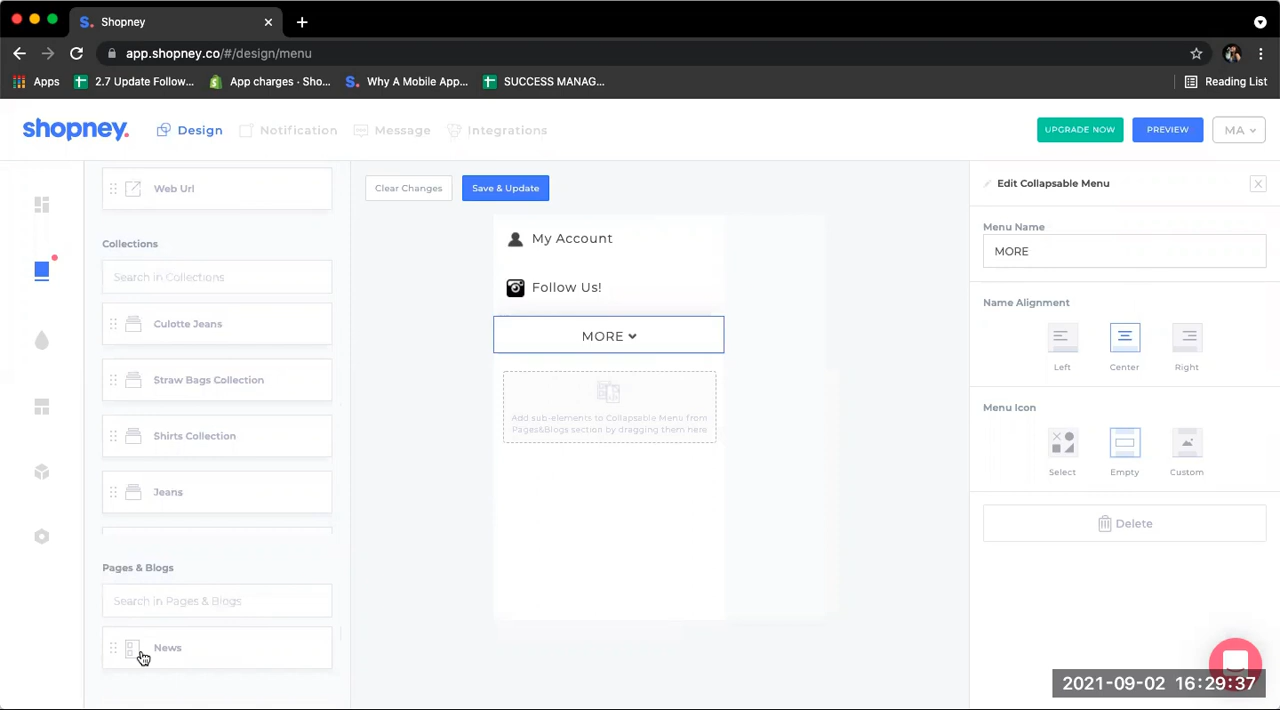 Shopney
app.shopney.co/#/design/menu
Apps
2.7 Update Follow...
App charges · Sho...
Why A Mobile App...
SUCCESS MANAG...
Reading List
shopney.
Design
Notification
Message
Integrations
UPGRADE NOW
PREVIEW
MA
Web Url
Collections
Search in Collections
Culotte Jeans
Straw Bags Collection
Shirts Collection
Jeans
Pages & Blogs
Search in Pages & Blogs
News
Clear Changes
Save & Update
My Account
Follow Us!
MORE
Add sub-elements to Collapsable Menu from
Pages&Blogs section by dragging them here
Edit Collapsable Menu
Menu Name
MORE
Name Alignment
Left
Center
Right
Menu Icon
Select
Empty
Custom
Delete
2021-09-02 16:29:37